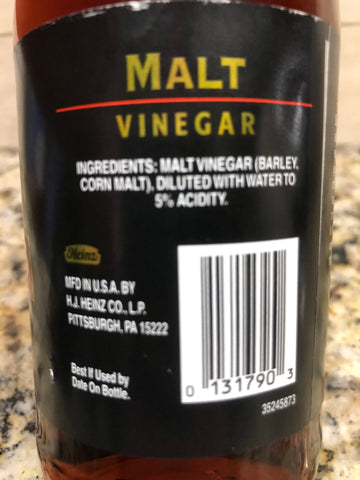 MALT
VINEGAR
INGREDIENTS: MALT VINEGAR (BARLEY,
CORN MALT), DILUTED WITH WATER TO
5% ACIDITY.
Heinz
MFD IN U.S.A. BY
H.J. HEINZ CO., L.P.
PITTSBURGH, PA 15222
Best If Used by
Date On Bottle.
0 131790 3
35245873